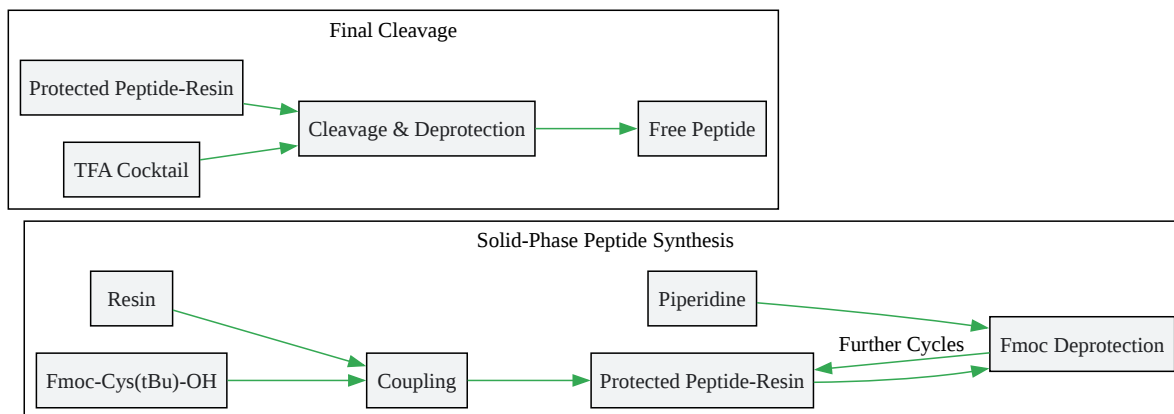 Final Cleavage
Protected Peptide-Resin
Cleavage & Deprotection
Free Peptide
TFA Cocktail
Solid-Phase Peptide Synthesis
Resin
Piperidine
Further Cycles
Fmoc Deprotection
Fmoc-Cys(tBu)-OH
Coupling
Protected Peptide-Resin